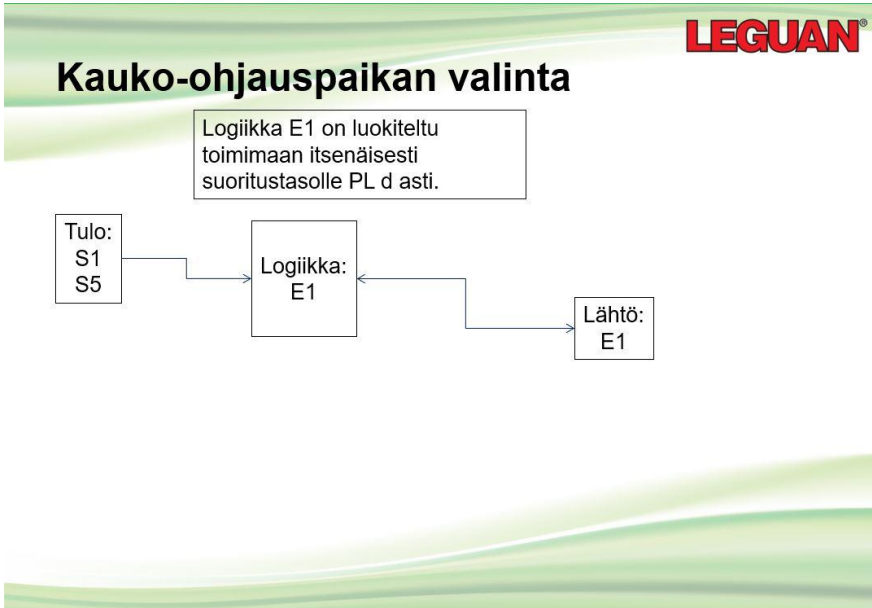 LEGUAN®
Kauko-ohjauspaikan valinta
Logiikka E1 on luokiteltu
toimimaan itsenäisesti
suoritustasolle PL d asti.
Tulo:
S1
S5
Logiikka:
E1
Lähtö:
E1